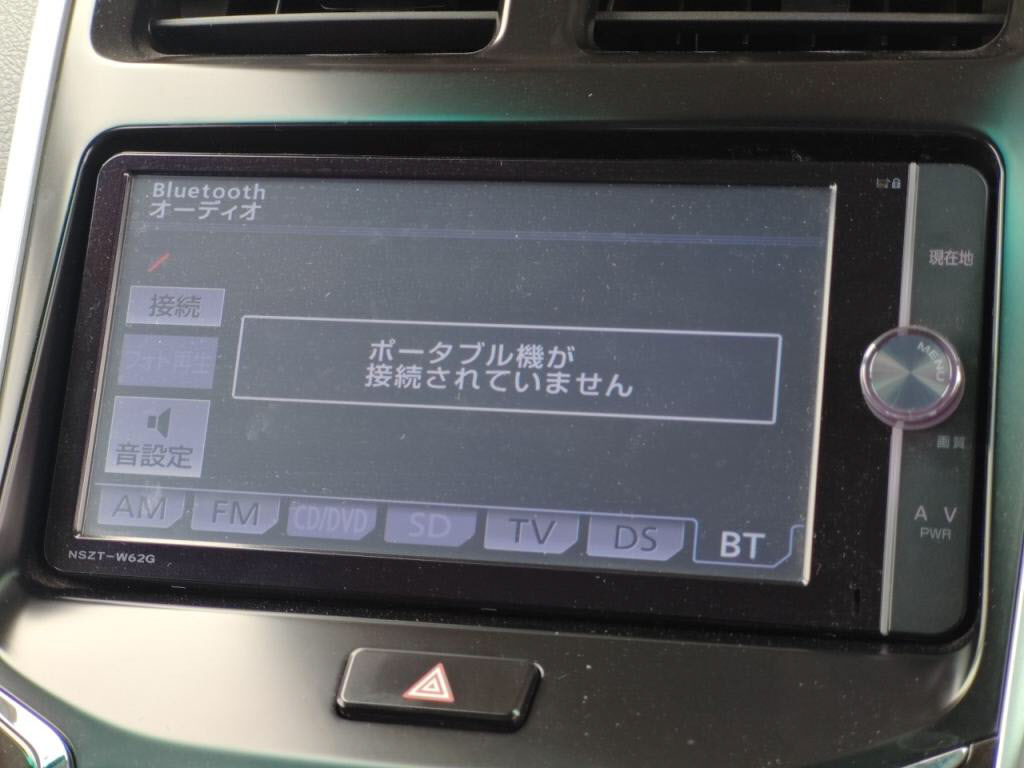 Bluetooth
オーディオ
現在地
接続
フォト再生
ポータブル機が
接続されていません
MENU
音設定
画質
AM FM CD/DVD SD TV DS BT
A V
PWR
NSZT-W62G